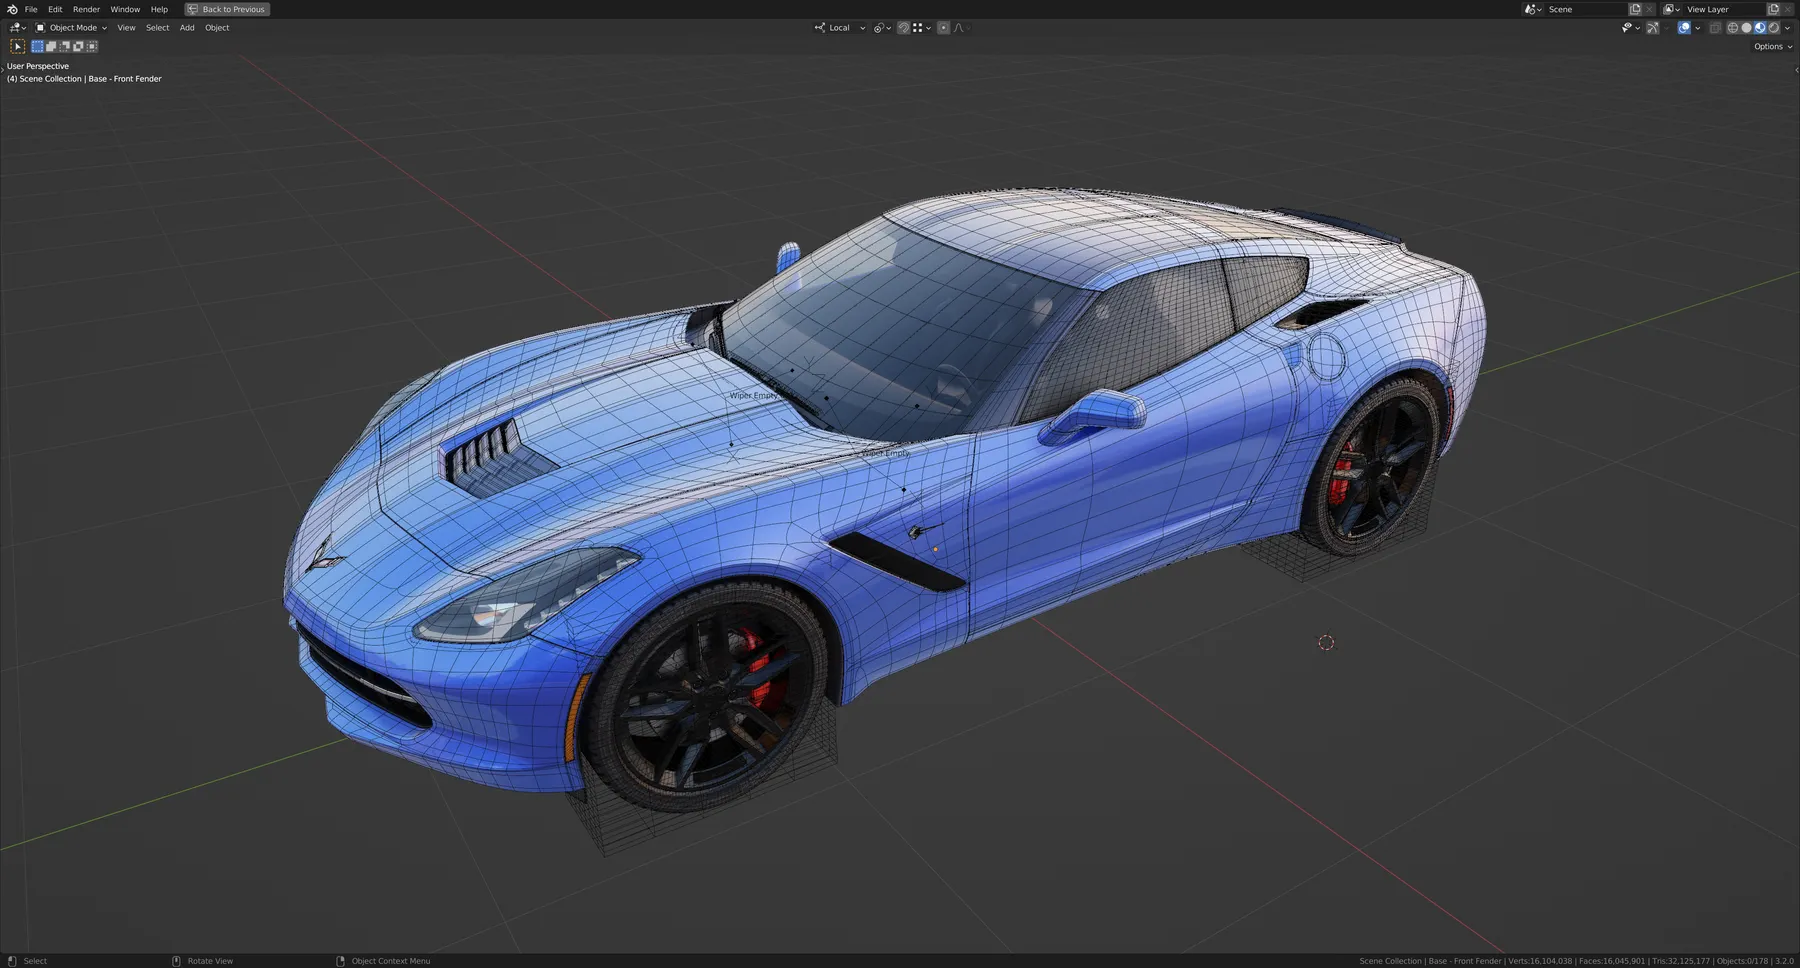 File Edit Render Window Help Back to Previous Scene View Layer
Object Mode View Select Add Object Local
Options
User Perspective
(4) Scene Collection | Base - Front Fender
Wiper Empty
Wiper Empty
Select Rotate View Object Context Menu Scene Collection | Base - Front Fender | Verts:16,104,038 | Faces:16,045,901 | Tris:32,125,177 | Objects:0/178 | 3.2.0